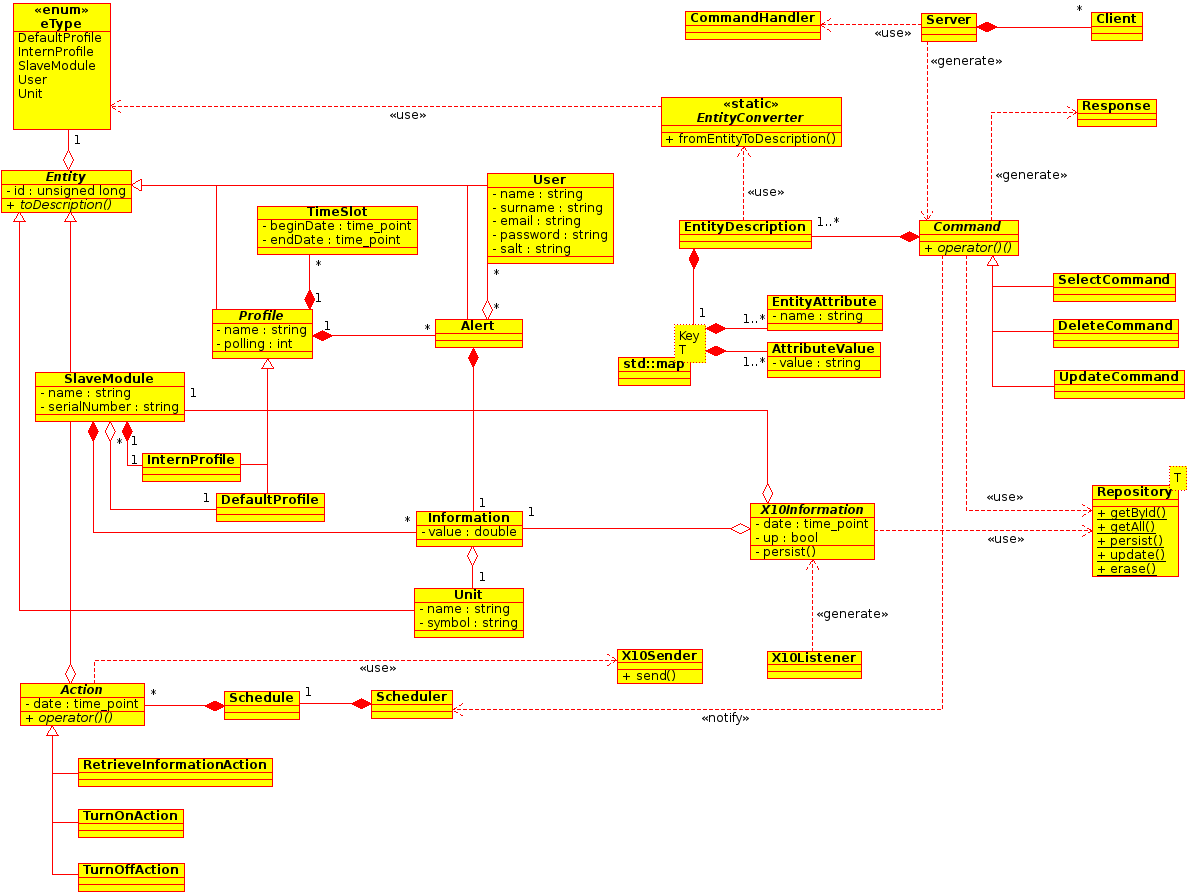 «enum»
eType
DefaultProfile
InternProfile
SlaveModule
User
Unit
CommandHandler
«use»
Server
*
Client
«generate»
«use»
«static»
EntityConverter
+ fromEntityToDescription()
Response
1
«generate»
Entity
- id : unsigned long
+ toDescription()
«use»
User
- name : string
- surname : string
- email : string
- password : string
- salt : string
TimeSlot
- beginDate : time_point
- endDate : time_point
EntityDescription
1..*
Command
+ operator()()
*
*
SelectCommand
1
*
Profile
- name : string
- polling : int
1
*
Alert
1
EntityAttribute
- name : string
1..*
Key
T
DeleteCommand
std::map
AttributeValue
- value : string
1..*
UpdateCommand
SlaveModule
- name : string
- serialNumber : string
1
*
1
1
InternProfile
1
DefaultProfile
T
Repository
+ getById()
+ getAll()
+ persist()
+ update()
+ erase()
«use»
«use»
1
*
Information
- value : double
1
X10Information
- date : time_point
- up : bool
- persist()
1
Unit
- name : string
- symbol : string
«generate»
X10Listener
«use»
X10Sender
+ send()
Action
- date : time_point
+ operator()()
*
Schedule
1
Scheduler
«notify»
RetrieveInformationAction
TurnOnAction
TurnOffAction